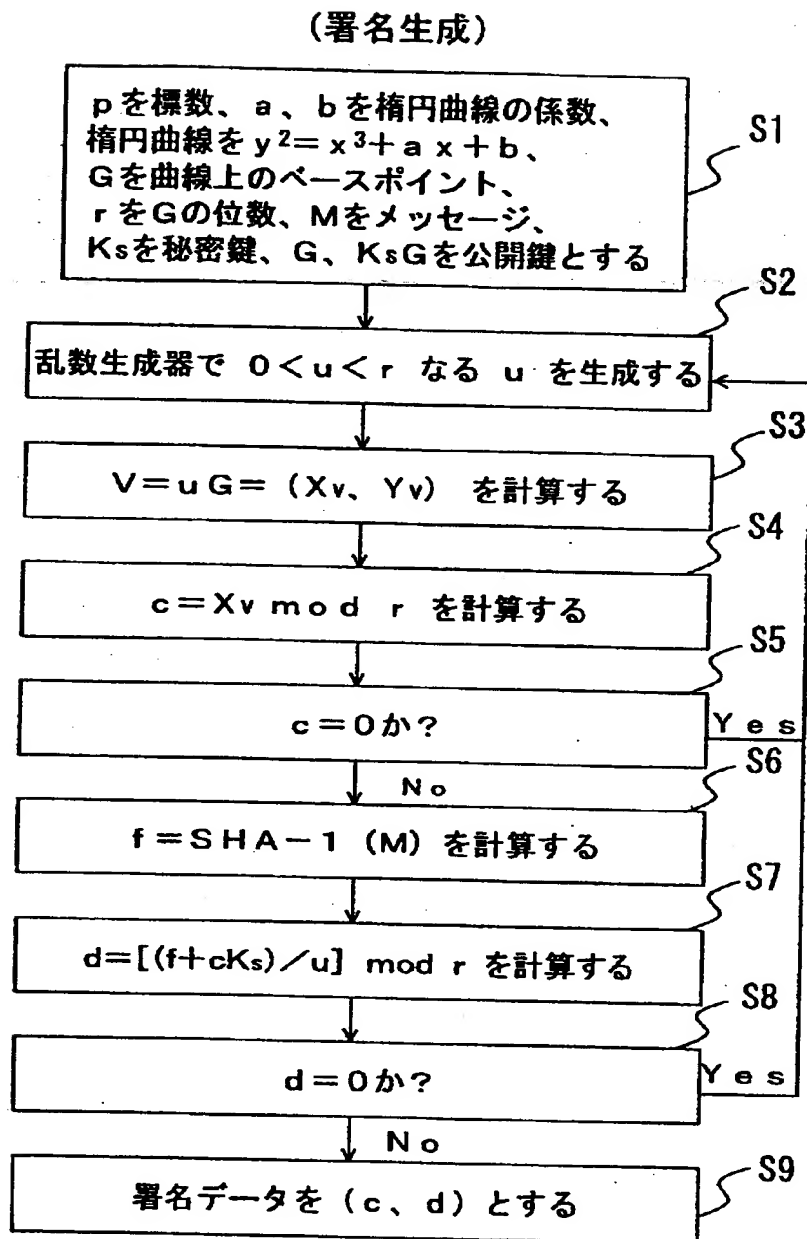 (署名生成)
pを標数、a、bを楕円曲線の係数、
楕円曲線をy²=x³+ax+b、
Gを曲線上のベースポイント、
rをGの位数、Mをメッセージ、
Ksを秘密鍵、G、KsGを公開鍵とする
S1
S2
乱数生成器で 0<u<r なる u を生成する
S3
V=uG=(Xv、Yv) を計算する
S4
c=Xv mod r を計算する
S5
c=0か?
Yes
No
S6
f=SHA-1(M)を計算する
S7
d=[(f+cKs)/u] mod r を計算する
S8
d=0か?
Yes
No
S9
署名データを(c、d)とする